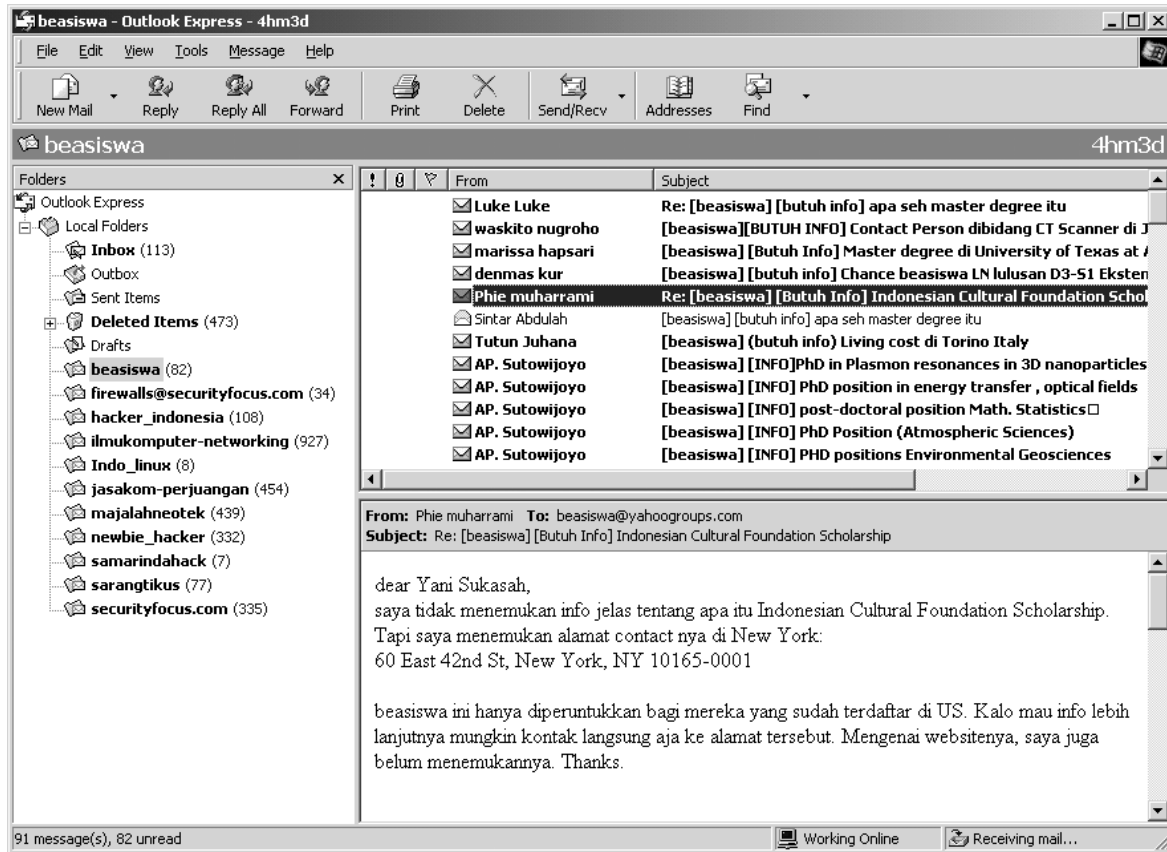 beasiswa - Outlook Express - 4hm3d
File Edit View Tools Message Help
New Mail Reply Reply All Forward Print Delete Send/Recv Addresses Find
beasiswa 4hm3d
Folders
Outlook Express
Local Folders
Inbox (113)
Outbox
Sent Items
Deleted Items (473)
Drafts
beasiswa (82)
firewalls@securityfocus.com (34)
hacker_indonesia (108)
ilmukomputer-networking (927)
Indo_linux (8)
jasakom-perjuangan (454)
majalahneotek (439)
newbie_hacker (332)
samarindahack (7)
sarangtikus (77)
securityfocus.com (335)
! From Subject
Luke Luke Re: [beasiswa] [butuh info] apa seh master degree itu
waskito nugroho [beasiswa][BUTUH INFO] Contact Person dibidang CT Scanner di J
marissa hapsari [beasiswa] [Butuh Info] Master degree di University of Texas at A
denmas kur [beasiswa] [butuh info] Chance beasiswa LN lulusan D3-S1 Eksten
Phie muharrami Re: [beasiswa] [Butuh Info] Indonesian Cultural Foundation Schol
Sintar Abdulah [beasiswa] [butuh info] apa seh master degree itu
Tutun Juhana [beasiswa] (butuh info) Living cost di Torino Italy
AP. Sutowijoyo [beasiswa] [INFO]PhD in Plasmon resonances in 3D nanoparticles
AP. Sutowijoyo [beasiswa] [INFO] PhD position in energy transfer , optical fields
AP. Sutowijoyo [beasiswa] [INFO] post-doctoral position Math. Statistics□
AP. Sutowijoyo [beasiswa] [INFO] PhD Position (Atmospheric Sciences)
AP. Sutowijoyo [beasiswa] [INFO] PHD positions Environmental Geosciences
From: Phie muharrami To: beasiswa@yahoogroups.com
Subject: Re: [beasiswa] [Butuh Info] Indonesian Cultural Foundation Scholarship
dear Yani Sukasah,
saya tidak menemukan info jelas tentang apa itu Indonesian Cultural Foundation Scholarship.
Tapi saya menemukan alamat contact nya di New York:
60 East 42nd St, New York, NY 10165-0001
beasiswa ini hanya diperuntukkan bagi mereka yang sudah terdaftar di US. Kalo mau info lebih
lanjutnya mungkin kontak langsung aja ke alamat tersebut. Mengenai websitenya, saya juga
belum menemukannya. Thanks.
91 message(s), 82 unread Working Online Receiving mail...